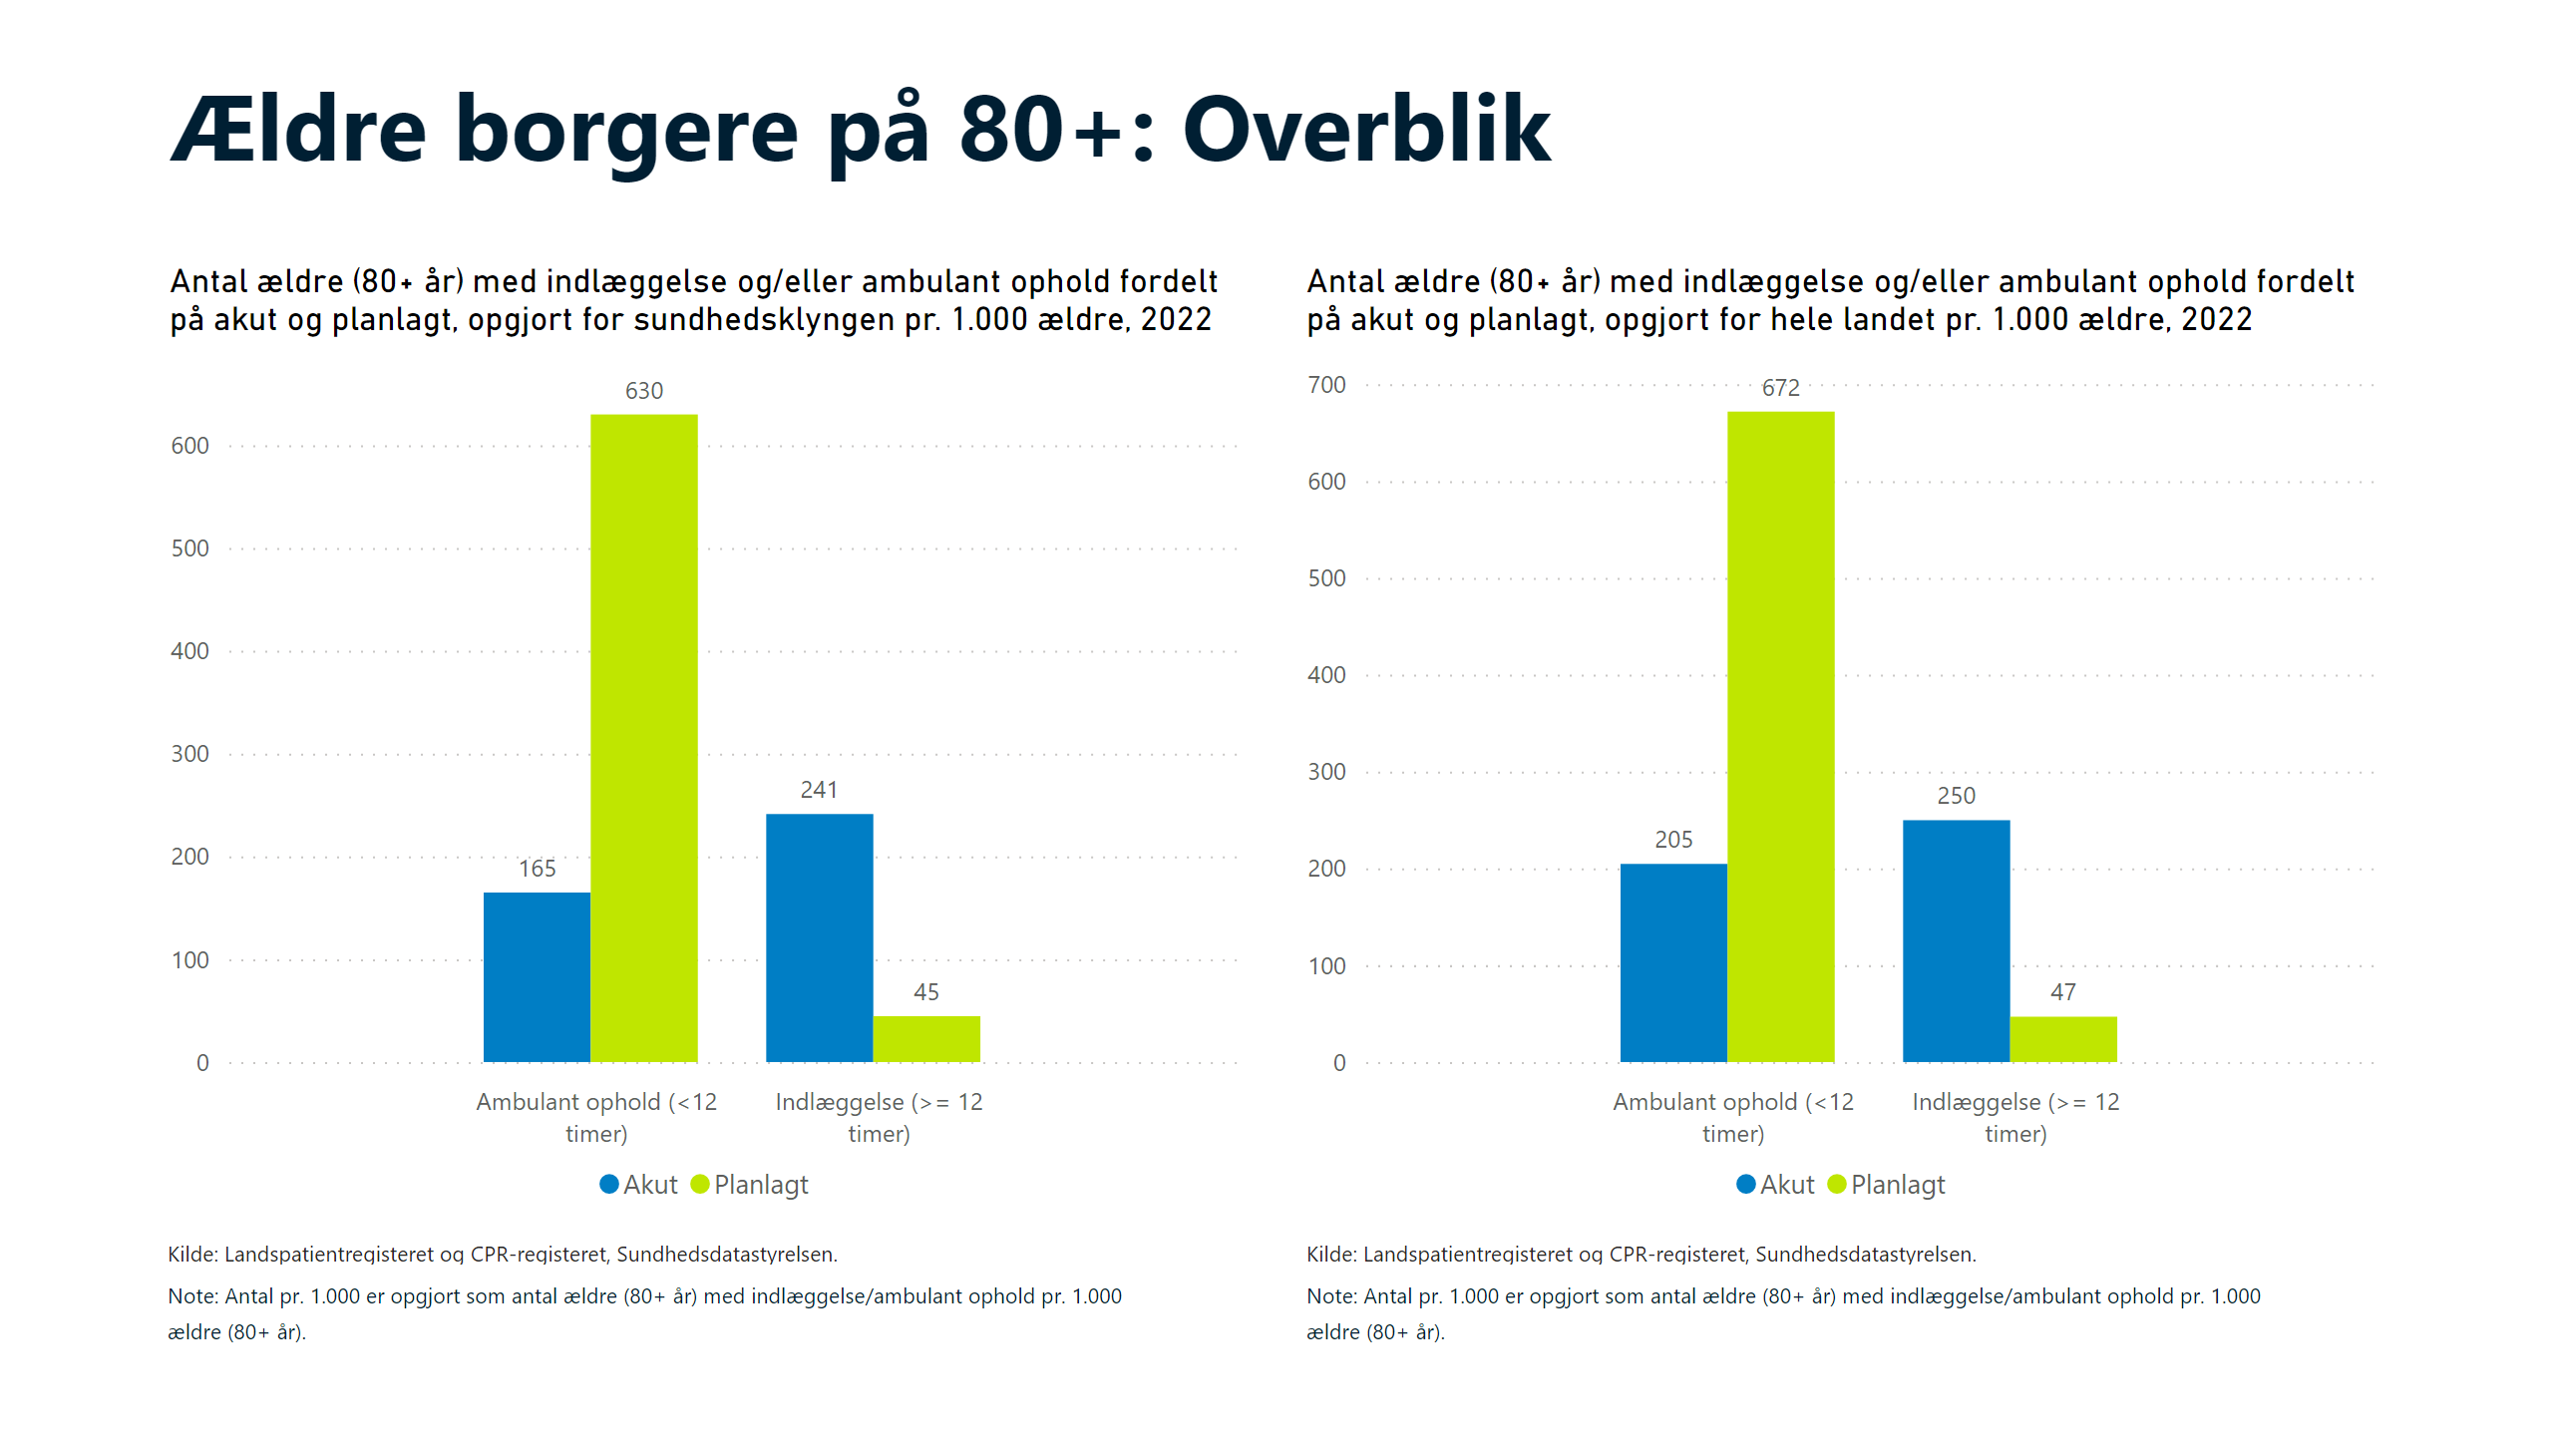 Ældre borgere på 80+: Overblik
Antal ældre (80+ år) med indlæggelse og/eller ambulant ophold fordelt
på akut og planlagt, opgjort for sundhedsklyngen pr. 1.000 ældre, 2022
630
600
500
400
300
241
200
165
100
45
0
Ambulant ophold (<12
timer)
Indlæggelse (>= 12
timer)
Akut
Planlagt
Kilde: Landspatientregisteret og CPR-registeret, Sundhedsdatastyrelsen.
Note: Antal pr. 1.000 er opgjort som antal ældre (80+ år) med indlæggelse/ambulant ophold pr. 1.000
ældre (80+ år).
Antal ældre (80+ år) med indlæggelse og/eller ambulant ophold fordelt
på akut og planlagt, opgjort for hele landet pr. 1.000 ældre, 2022
700
672
600
500
400
300
250
205
200
100
47
0
Ambulant ophold (<12
timer)
Indlæggelse (>= 12
timer)
Akut
Planlagt
Kilde: Landspatientregisteret og CPR-registeret, Sundhedsdatastyrelsen.
Note: Antal pr. 1.000 er opgjort som antal ældre (80+ år) med indlæggelse/ambulant ophold pr. 1.000
ældre (80+ år).